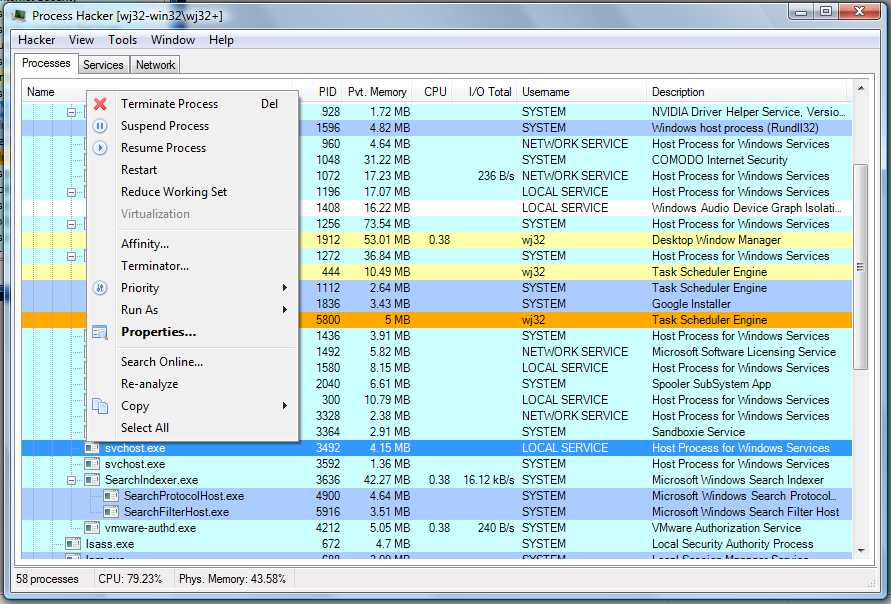 Process Hacker [wj32-win32\wj32+]
Hacker View Tools Window Help
Processes Services Network
Name PID Pvt. Memory CPU I/O Total Username Description
Terminate Process Del
Suspend Process
Resume Process
Restart
Reduce Working Set
Virtualization
Affinity...
Terminator...
Priority
Run As
Properties...
Search Online...
Re-analyze
Copy
Select All
928 1.72 MB SYSTEM NVIDIA Driver Helper Service, Versio...
1596 4.82 MB SYSTEM Windows host process (Rundll32)
960 4.64 MB NETWORK SERVICE Host Process for Windows Services
1048 31.22 MB SYSTEM COMODO Internet Security
1072 17.23 MB 236 B/s NETWORK SERVICE Host Process for Windows Services
1196 17.07 MB LOCAL SERVICE Host Process for Windows Services
1408 16.22 MB LOCAL SERVICE Windows Audio Device Graph Isolati...
1256 73.54 MB SYSTEM Host Process for Windows Services
1912 53.01 MB 0.38 wj32 Desktop Window Manager
1272 36.84 MB SYSTEM Host Process for Windows Services
444 10.49 MB wj32 Task Scheduler Engine
1112 2.64 MB SYSTEM Task Scheduler Engine
1836 3.43 MB SYSTEM Google Installer
5800 5 MB wj32 Task Scheduler Engine
1436 3.91 MB SYSTEM Host Process for Windows Services
1492 5.82 MB NETWORK SERVICE Microsoft Software Licensing Service
1580 8.15 MB LOCAL SERVICE Host Process for Windows Services
2040 6.61 MB SYSTEM Spooler SubSystem App
300 10.79 MB LOCAL SERVICE Host Process for Windows Services
3328 2.38 MB NETWORK SERVICE Host Process for Windows Services
3364 2.91 MB SYSTEM Sandboxie Service
svchost.exe 3492 4.15 MB LOCAL SERVICE Host Process for Windows Services
svchost.exe 3592 1.36 MB SYSTEM Host Process for Windows Services
SearchIndexer.exe 3636 42.27 MB 0.38 16.12 kB/s SYSTEM Microsoft Windows Search Indexer
SearchProtocolHost.exe 4900 4.64 MB SYSTEM Microsoft Windows Search Protocol...
SearchFilterHost.exe 5916 3.51 MB SYSTEM Microsoft Windows Search Filter Host
vmware-authd.exe 4212 5.05 MB 0.38 240 B/s SYSTEM VMware Authorization Service
lsass.exe 672 4.7 MB SYSTEM Local Security Authority Process
58 processes CPU: 79.23% Phys. Memory: 43.58%